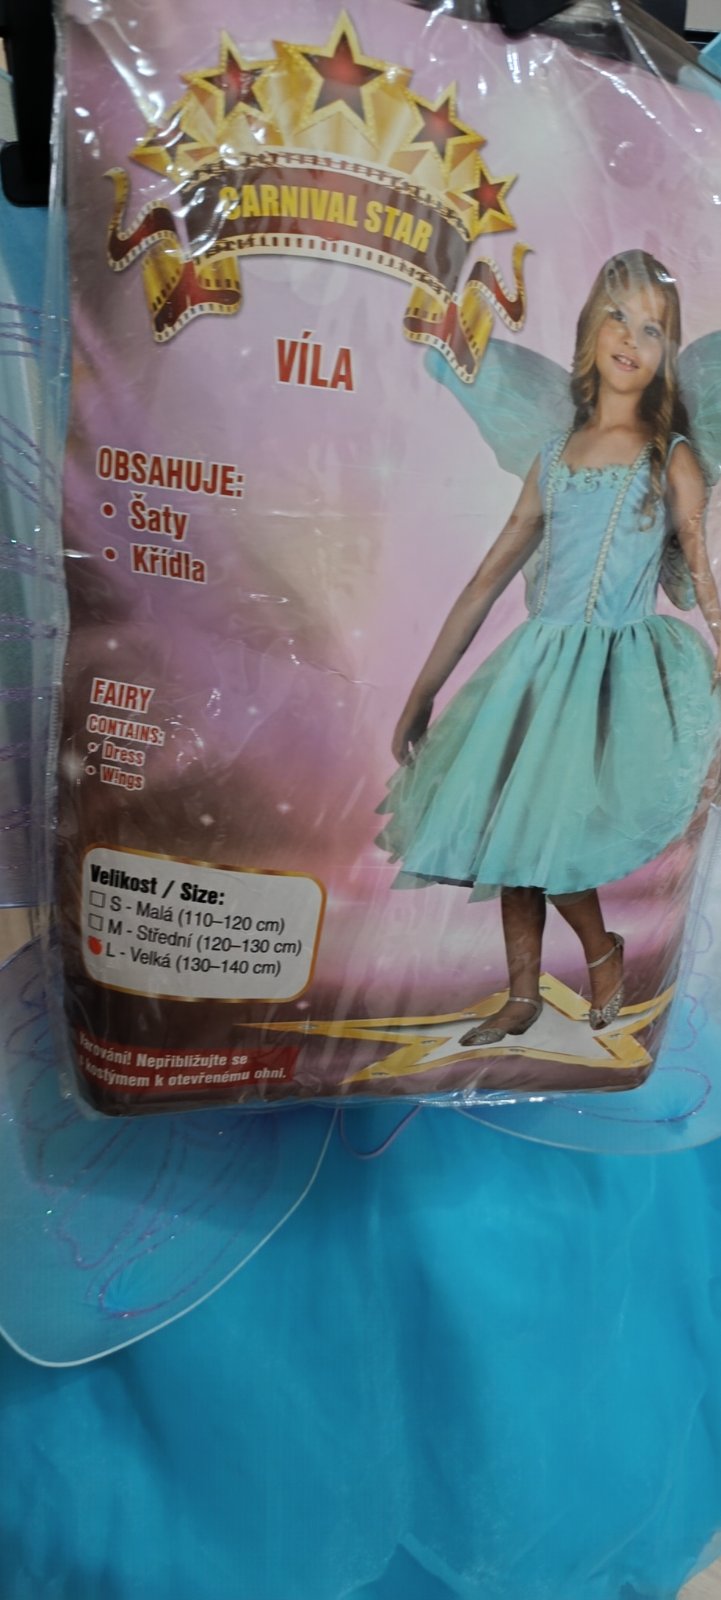 CARNIVAL STAR
VÍLA
OBSAHUJE:
• Šaty
• Křídla
FAIRY
CONTAINS:
• Dress
• Wings
Velikost / Size:
S - Malá (110–120 cm)
M - Střední (120–130 cm)
L - Velká (130–140 cm)
Varování! Nepřibližujte se
s kostýmem k otevřenému ohni.